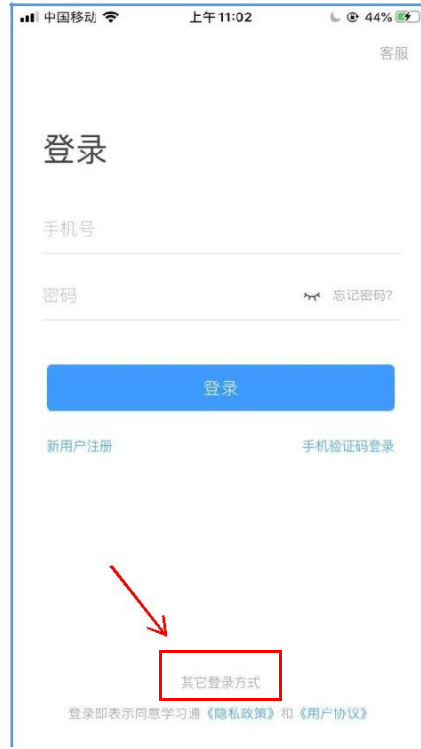 中国移动 上午11:02 44%
客服
登录
手机号
密码 忘记密码?
登录
新用户注册 手机验证码登录
其它登录方式
登录即表示同意学习通《隐私政策》和《用户协议》